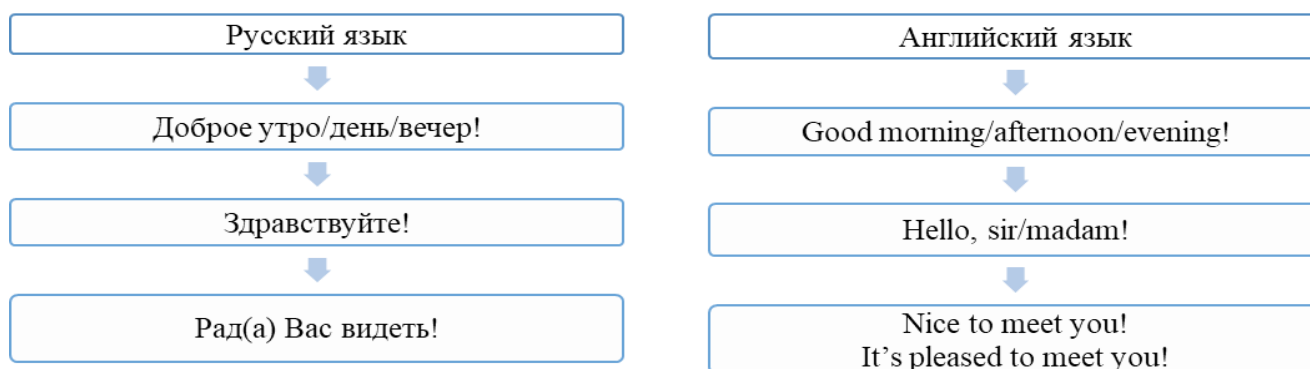 Русский язык
Доброе утро/день/вечер!
Здравствуйте!
Рад(а) Вас видеть!
Английский язык
Good morning/afternoon/evening!
Hello, sir/madam!
Nice to meet you!
It’s pleased to meet you!